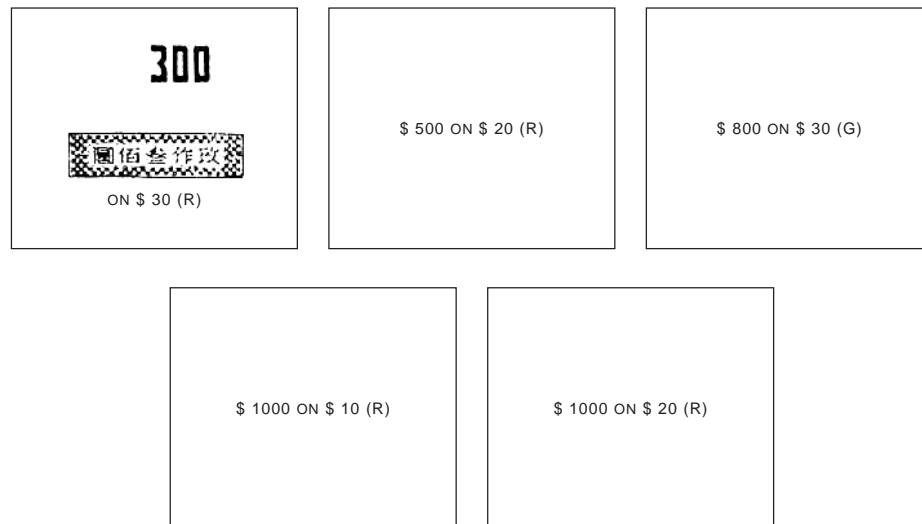 300
改作叁佰圓
ON $ 30 (R)
$ 500 ON $ 20 (R)
$ 800 ON $ 30 (G)
$ 1000 ON $ 10 (R)
$ 1000 ON $ 20 (R)